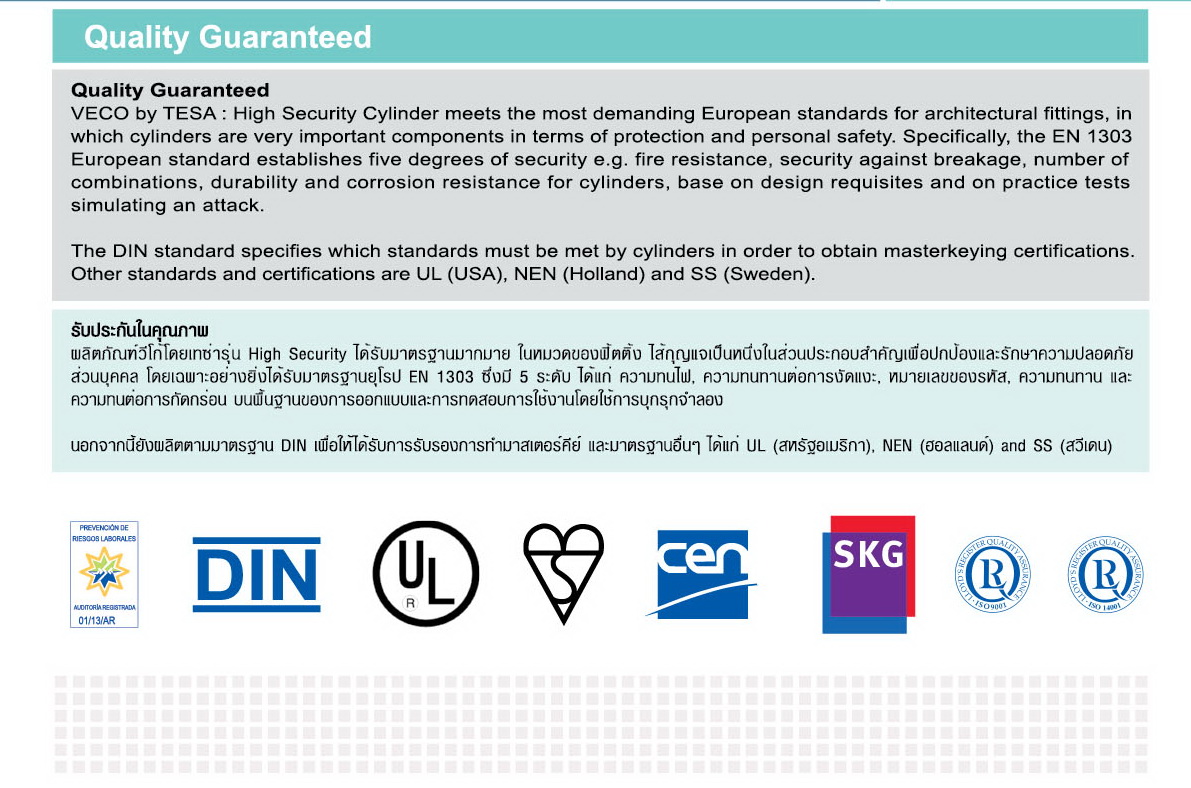 Quality Guaranteed
Quality Guaranteed
VECO by TESA : High Security Cylinder meets the most demanding European standards for architectural fittings, in
which cylinders are very important components in terms of protection and personal safety. Specifically, the EN 1303
European standard establishes five degrees of security e.g. fire resistance, security against breakage, number of
combinations, durability and corrosion resistance for cylinders, base on design requisites and on practice tests
simulating an attack.
The DIN standard specifies which standards must be met by cylinders in order to obtain masterkeying certifications.
Other standards and certifications are UL (USA), NEN (Holland) and SS (Sweden).
รับประกันในคุณภาพ
ผลิตภัณฑ์วีโก้โดยเทซ่ารุ่น High Security ได้รับมาตรฐานมากมาย ในหมวดของฟิตติ้ง ไส้กุญแจเป็นหนึ่งในส่วนประกอบสำคัญเพื่อปกป้องและรักษาความปลอดภัย
ส่วนบุคคล โดยเฉพาะอย่างยิ่งได้รับมาตรฐานยุโรป EN 1303 ซึ่งมี 5 ระดับ ได้แก่ ความทนไฟ, ความทนทานต่อการงัดแงะ, หมายเลขของรหัส, ความทนทาน และ
ความทนต่อการกัดกร่อน บนพื้นฐานของการออกแบบและการทดสอบการใช้งานโดยใช้การบุกรุกจำลอง
นอกจากนี้ยังผลิตตามมาตรฐาน DIN เพื่อให้ได้รับการรับรองการทำมาสเตอร์คีย์ และมาตรฐานอื่นๆ ได้แก่ UL (สหรัฐอเมริกา), NEN (ฮอลแลนด์) and SS (สวีเดน)
PREVENCIÓN DE
RIESGOS LABORALES
AUDITORÍA REGISTRADA
01/13/AR
DIN
UL
R
S
cen
SKG
LLOYD'S REGISTER QUALITY ASSURANCE
LRQ
· ISO 9001 ·
LLOYD'S REGISTER QUALITY ASSURANCE
LRQ
· ISO 14001 ·